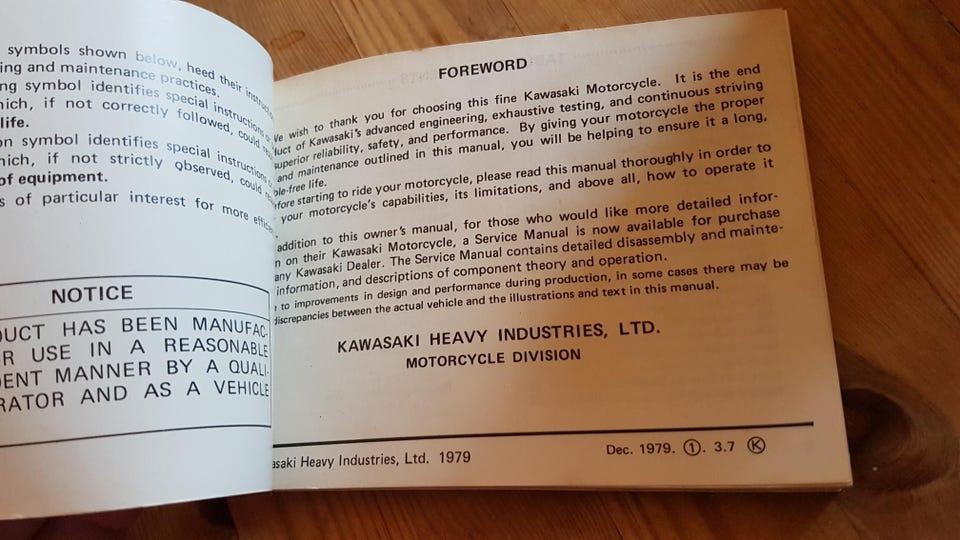 symbols shown below, heed their
ing and maintenance practices.
ng symbol identifies special instructions
hich, if not correctly followed, could
life.
on symbol identifies special instructions
hich, if not strictly observed, could
of equipment.
s of particular interest for more
NOTICE
DUCT HAS BEEN MANUFAC-
OR USE IN A REASONABLE
DENT MANNER BY A QUALI-
RATOR AND AS A VEHICLE
FOREWORD
We wish to thank you for choosing this fine Kawasaki Motorcycle. It is the end
duct of Kawasaki's advanced engineering, exhaustive testing, and continuous striving
superior reliability, safety, and performance. By giving your motorcycle the proper
and maintenance outlined in this manual, you will be helping to ensure it a long,
ble-free life.
fore starting to ride your motorcycle, please read this manual thoroughly in order to
your motorcycle's capabilities, its limitations, and above all, how to operate it
addition to this owner's manual, for those who would like more detailed infor-
n on their Kawasaki Motorcycle, a Service Manual is now available for purchase
any Kawasaki Dealer. The Service Manual contains detailed disassembly and mainte-
information, and descriptions of component theory and operation.
e to improvements in design and performance during production, in some cases there may be
discrepancies between the actual vehicle and the illustrations and text in this manual.
KAWASAKI HEAVY INDUSTRIES, LTD.
MOTORCYCLE DIVISION
asaki Heavy Industries, Ltd. 1979
Dec. 1979. ①. 3.7 Ⓚ